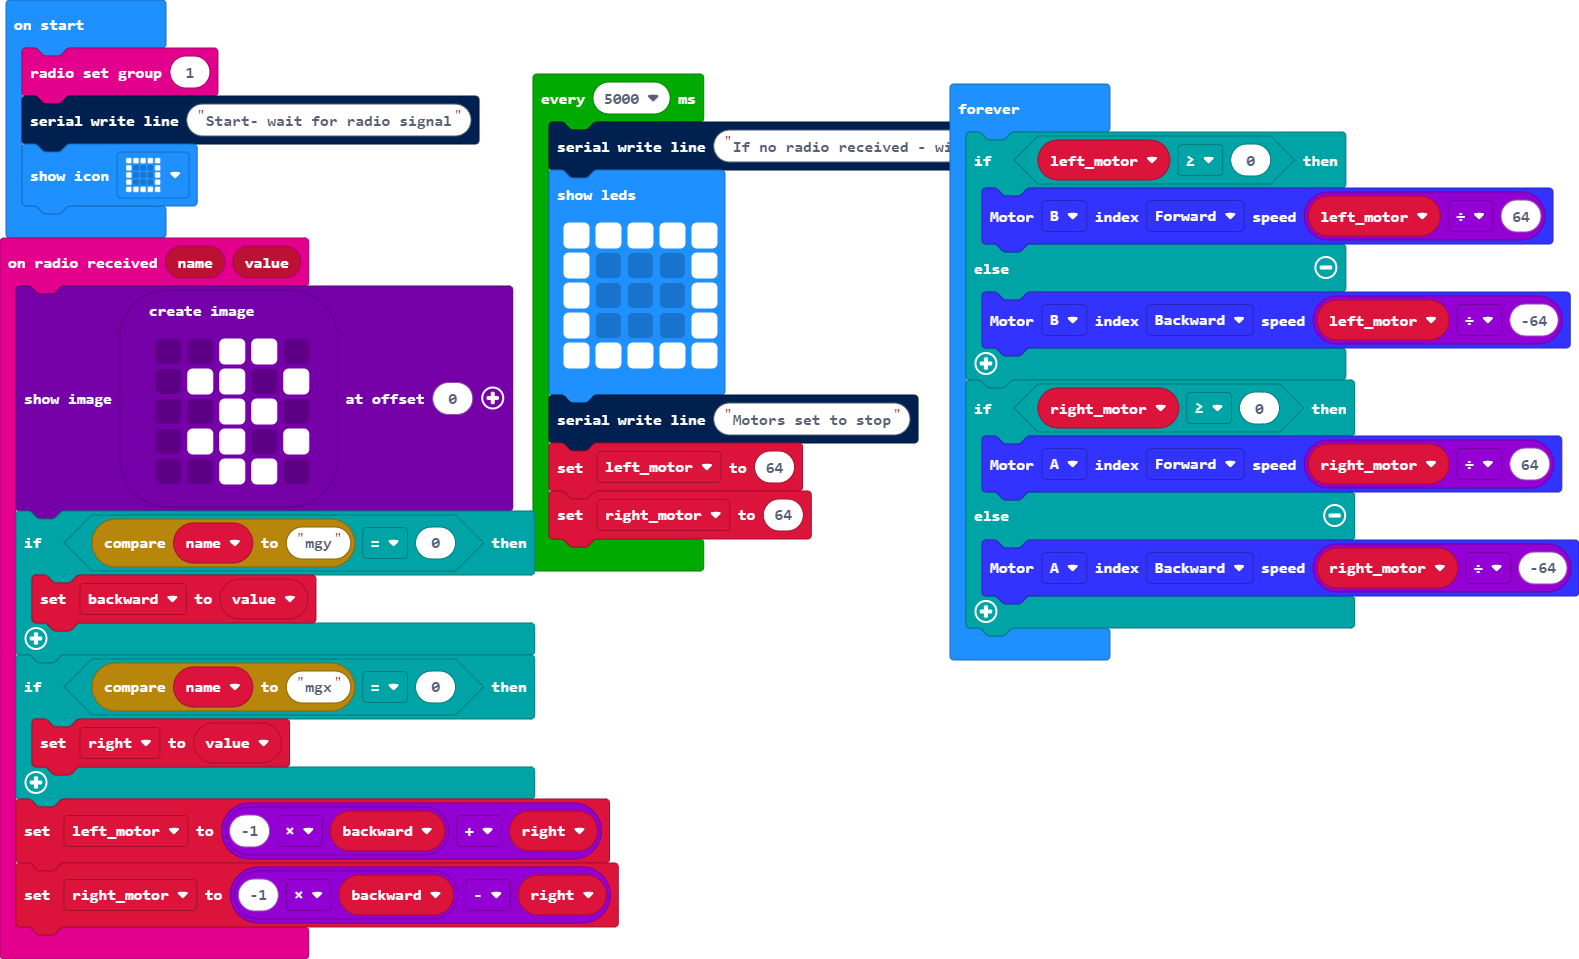 on start
radio set group 1
serial write line "Start- wait for radio signal"
show icon
on radio received name value
create image
show image at offset 0
if compare name to "mgy" = 0 then
set backward to value
if compare name to "mgx" = 0 then
set right to value
set left_motor to -1 × backward + right
set right_motor to -1 × backward - right
every 5000 ms
serial write line "If no radio received - wi
show leds
serial write line "Motors set to stop"
set left_motor to 64
set right_motor to 64
forever
if left_motor ≥ 0 then
Motor B index Forward speed left_motor ÷ 64
else
Motor B index Backward speed left_motor ÷ -64
if right_motor ≥ 0 then
Motor A index Forward speed right_motor ÷ 64
else
Motor A index Backward speed right_motor ÷ -64